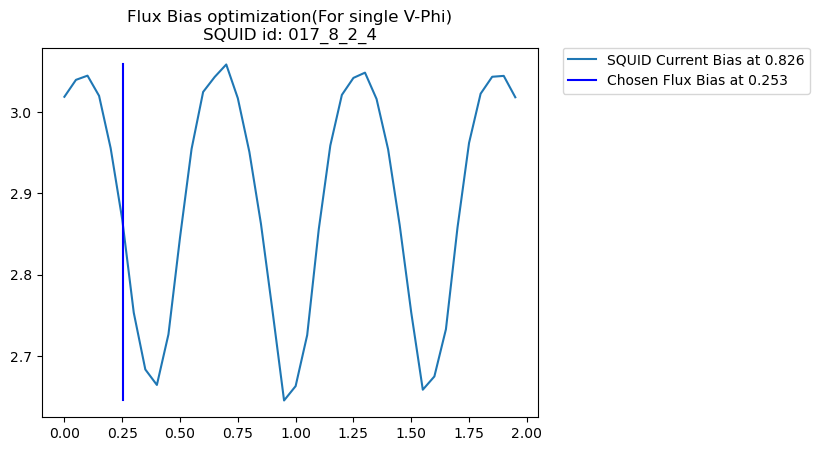 Flux Bias optimization(For single V-Phi)
SQUID id: 017_8_2_4
SQUID Current Bias at 0.826
Chosen Flux Bias at 0.253
3.0
2.9
2.8
2.7
0.00 0.25 0.50 0.75 1.00 1.25 1.50 1.75 2.00